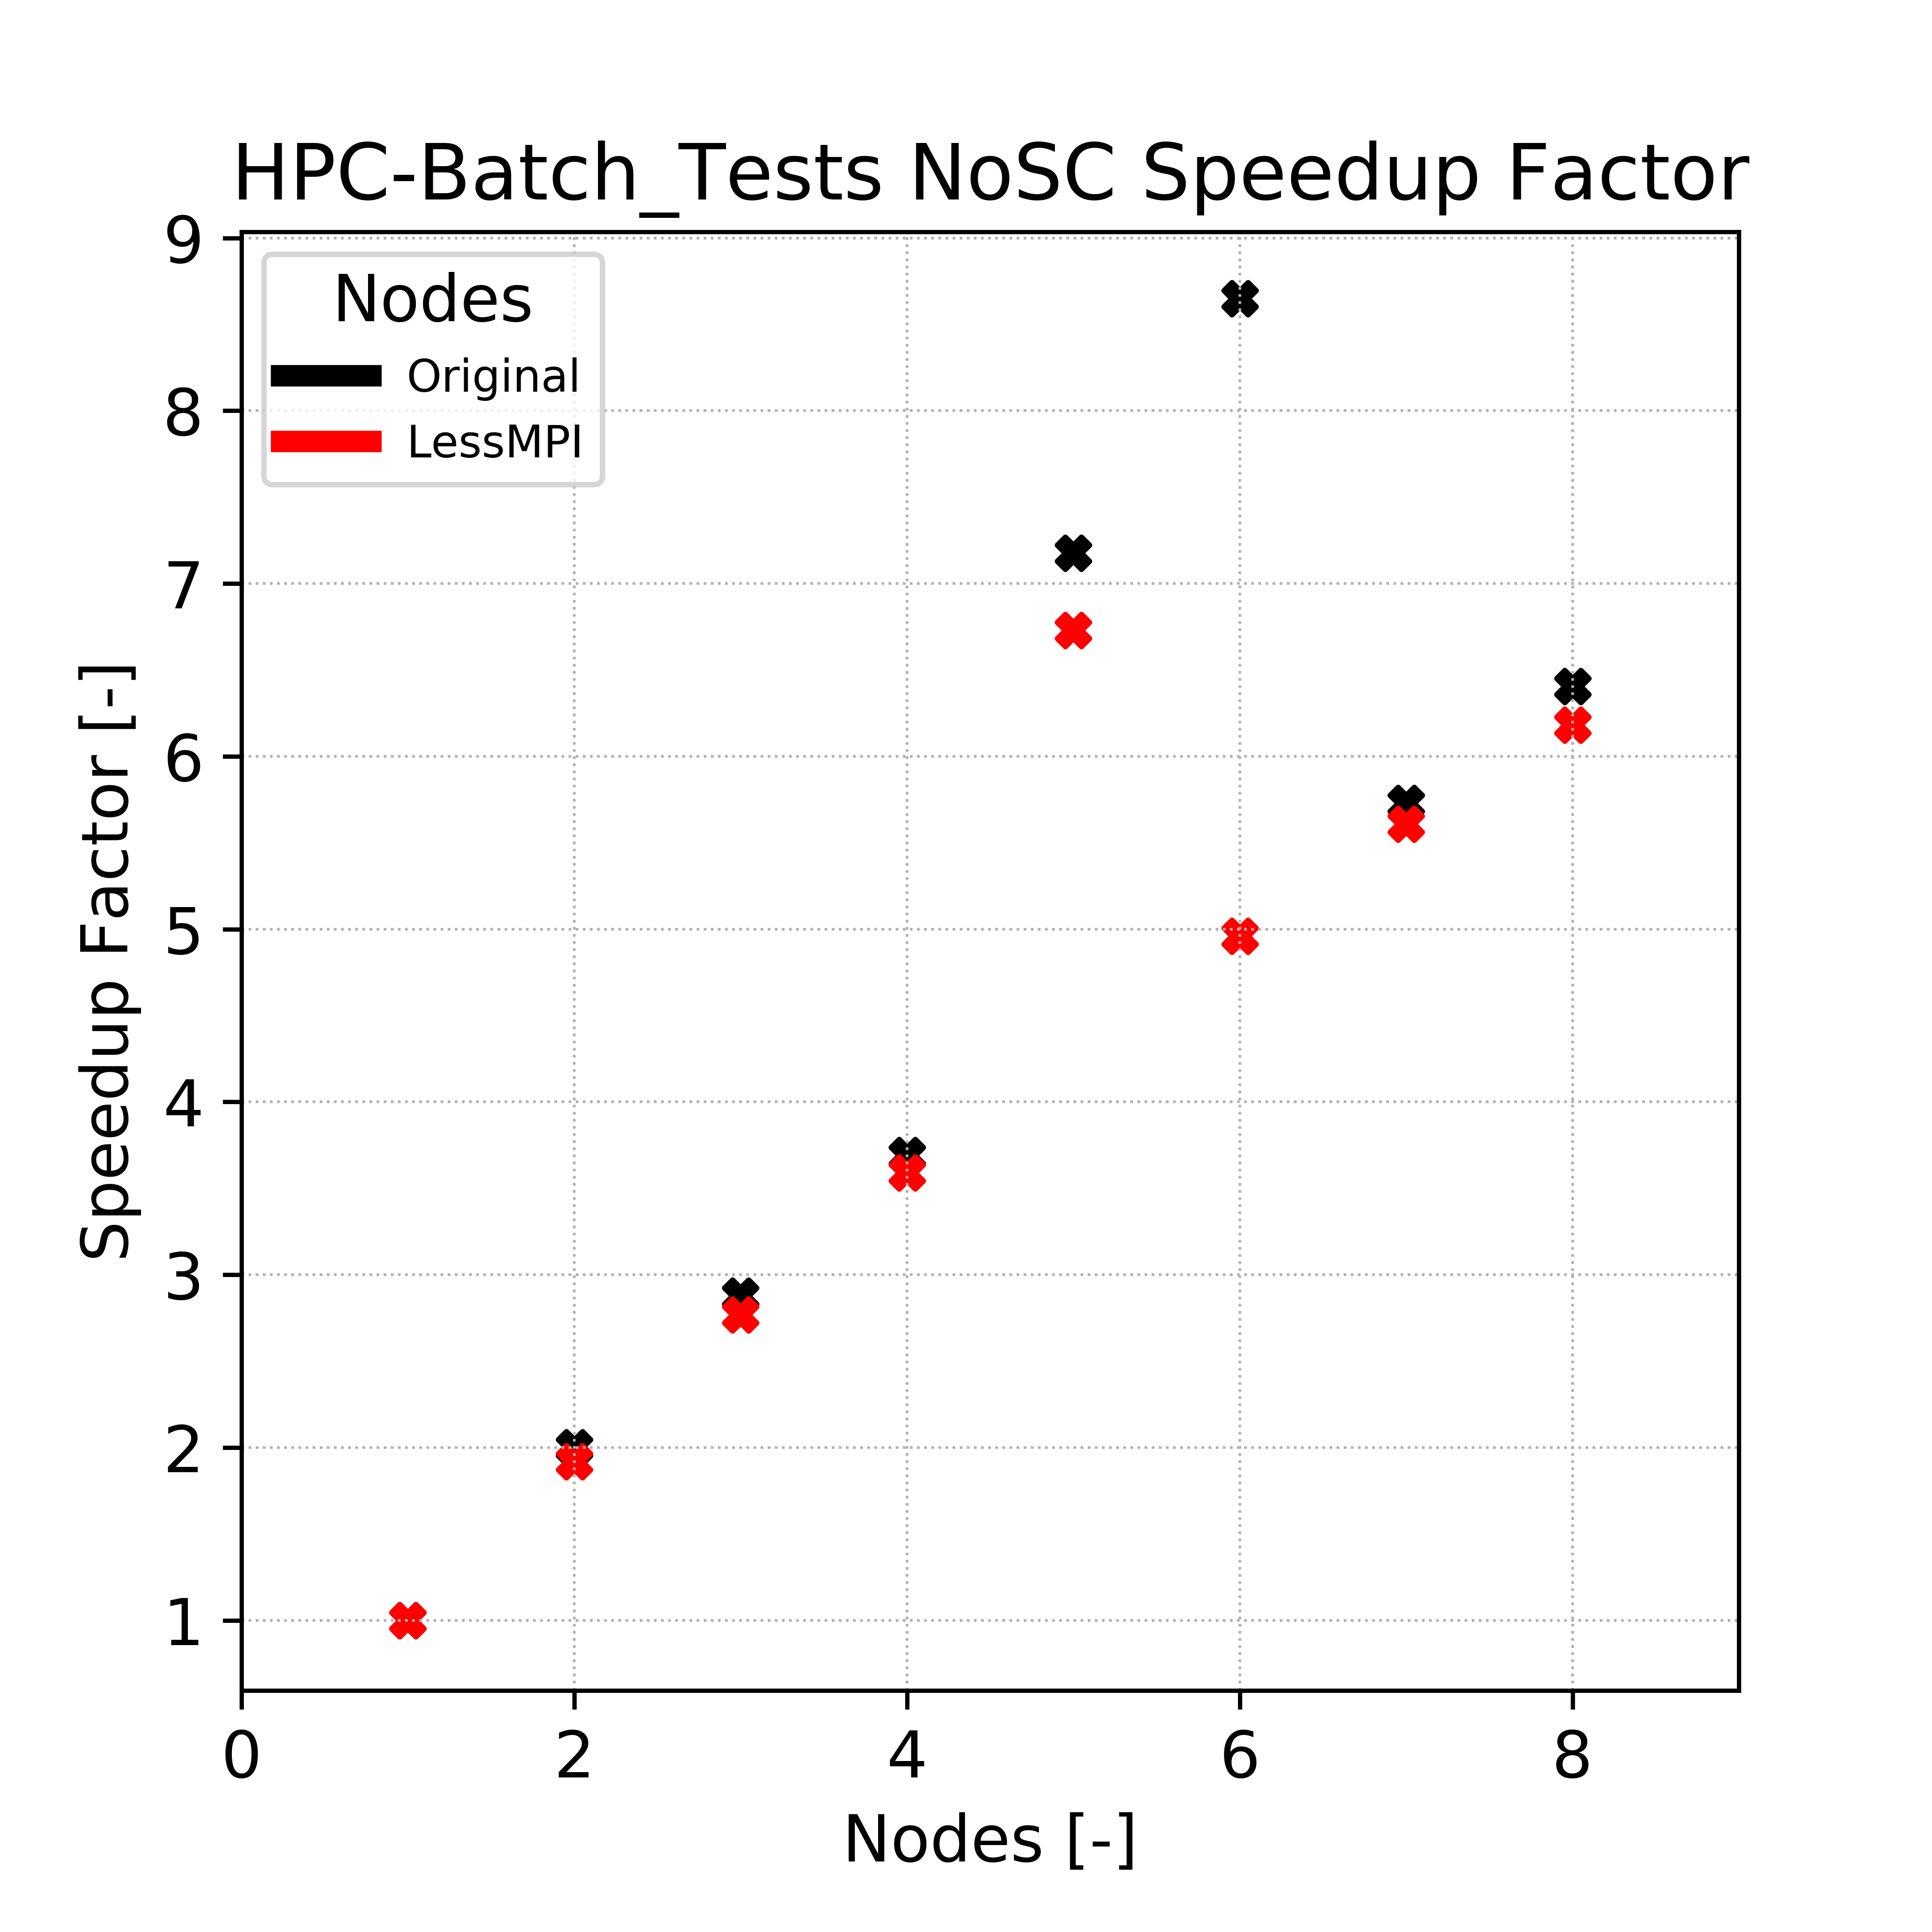 HPC-Batch_Tests NoSC Speedup Factor
Nodes
Original
LessMPI
Speedup Factor [-]
9
8
7
6
5
4
3
2
1
0 2 4 6 8
Nodes [-]